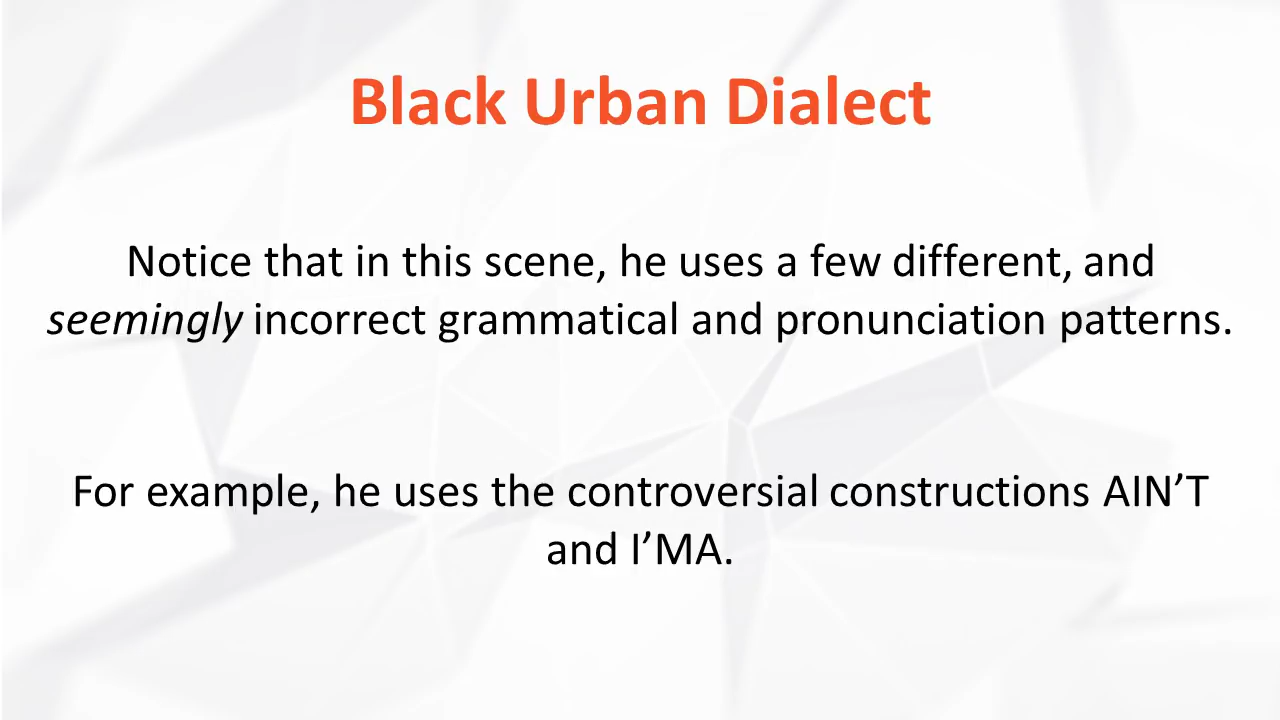 Black Urban Dialect
Notice that in this scene, he uses a few different, and
seemingly incorrect grammatical and pronunciation patterns.
For example, he uses the controversial constructions AIN’T
and I’MA.